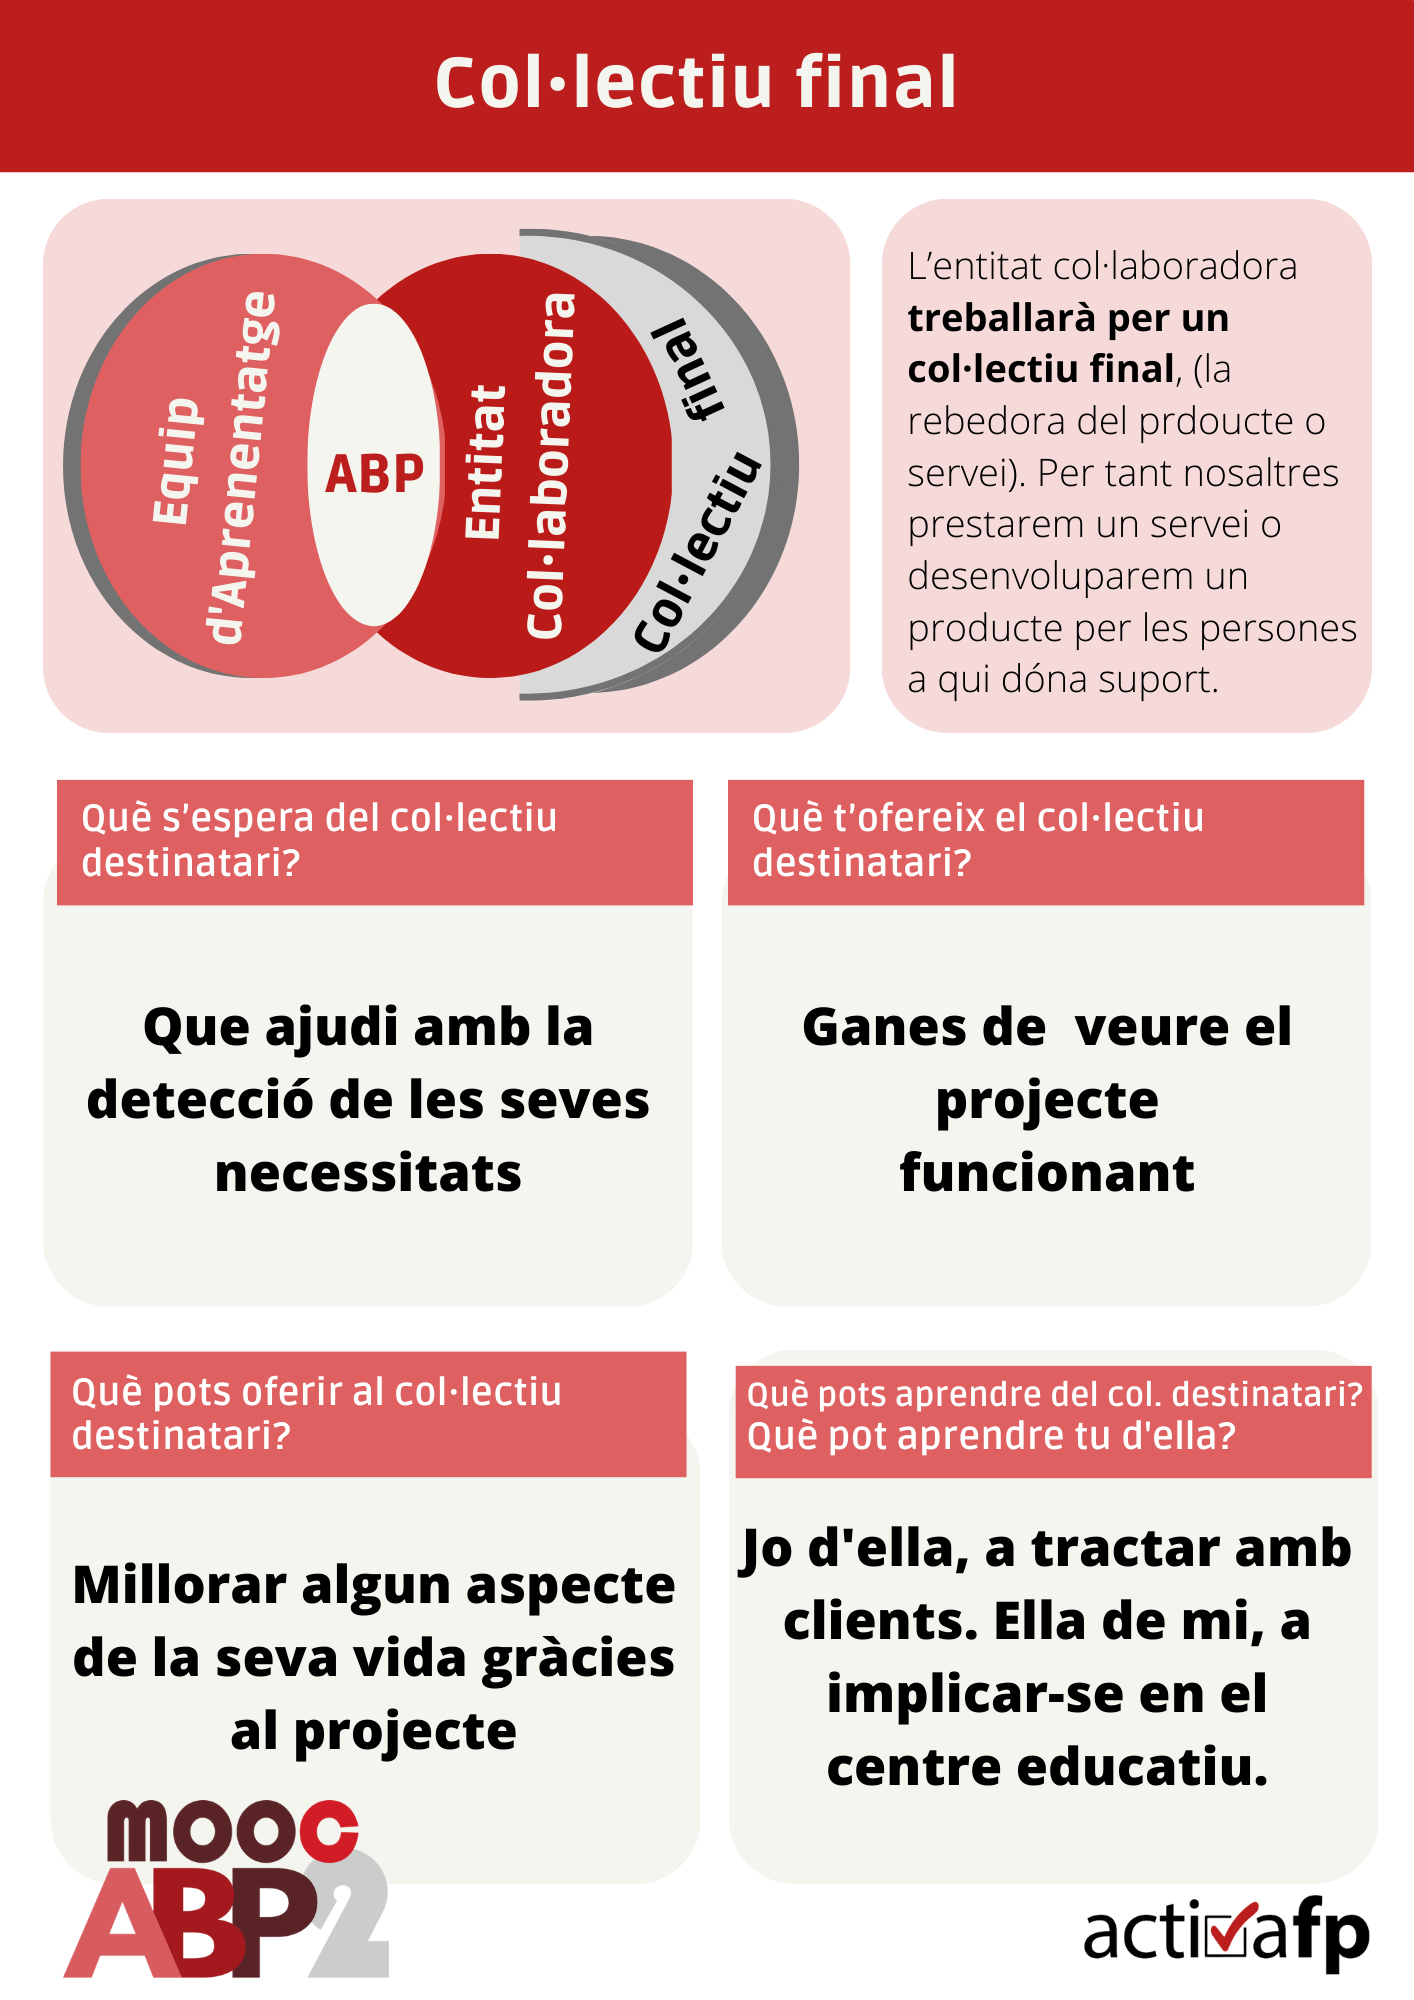 Col·lectiu final
Equip
d'Aprenentatge
ABP
Entitat
Col·laboradora
Col·lectiu final
L’entitat col·laboradora
treballarà per un
col·lectiu final, (la
rebedora del prdoucte o
servei). Per tant nosaltres
prestarem un servei o
desenvoluparem un
producte per les persones
a qui dóna suport.
Què s’espera del col·lectiu
destinatari?
Que ajudi amb la
detecció de les seves
necessitats
Què t’ofereix el col·lectiu
destinatari?
Ganes de veure el
projecte
funcionant
Què pots oferir al col·lectiu
destinatari?
Millorar algun aspecte
de la seva vida gràcies
al projecte
Què pots aprendre del col. destinatari?
Què pot aprendre tu d'ella?
Jo d'ella, a tractar amb
clients. Ella de mi, a
implicar-se en el
centre educatiu.
MOOC
ABP2
activafp